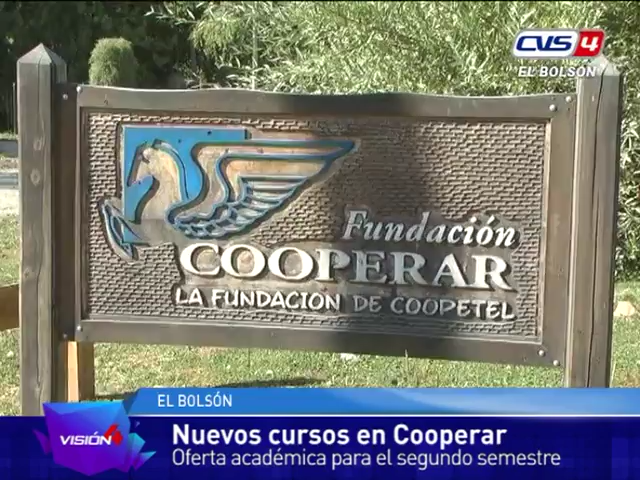 CVS 4
EL BOLSÓN
Fundación
COOPERAR
LA FUNDACION DE COOPETEL
EL BOLSÓN
VISIÓN 4
Nuevos cursos en Cooperar
Oferta académica para el segundo semestre